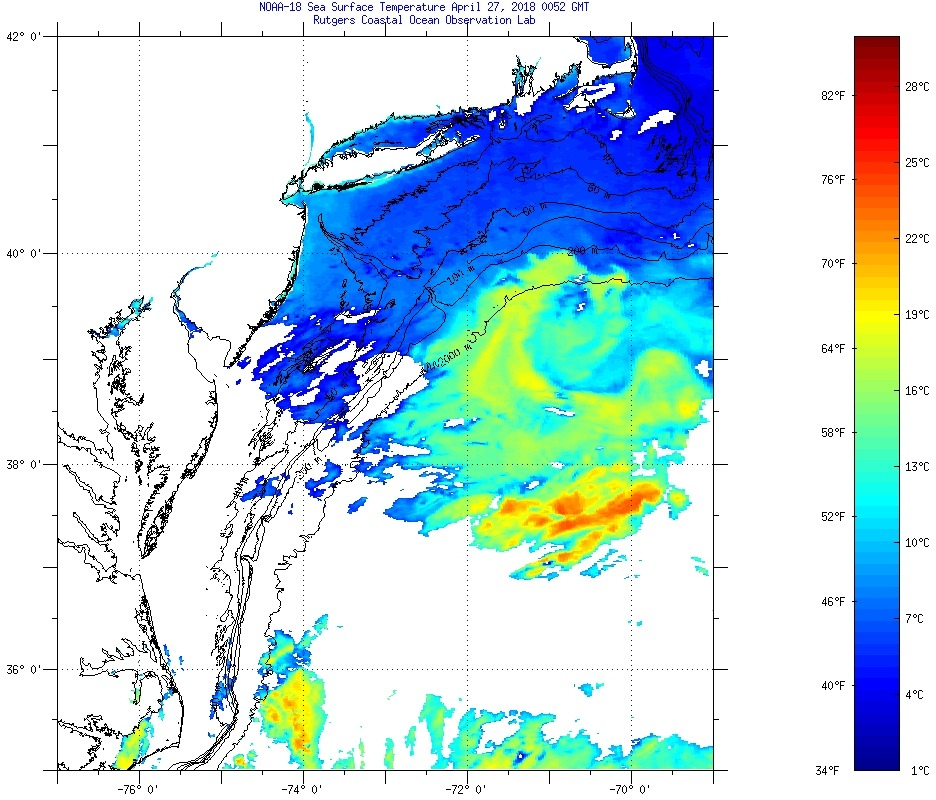 NOAA-18 Sea Surface Temperature April 27, 2018 0052 GMT
Rutgers Coastal Ocean Observation Lab
42° 0'
40° 0'
38° 0'
36° 0'
-76° 0'
-74° 0'
-72° 0'
-70° 0'
60 m
100 m
200 m
2000 m
82°F
76°F
70°F
64°F
58°F
52°F
46°F
40°F
34°F
28°C
25°C
22°C
19°C
16°C
13°C
10°C
7°C
4°C
1°C